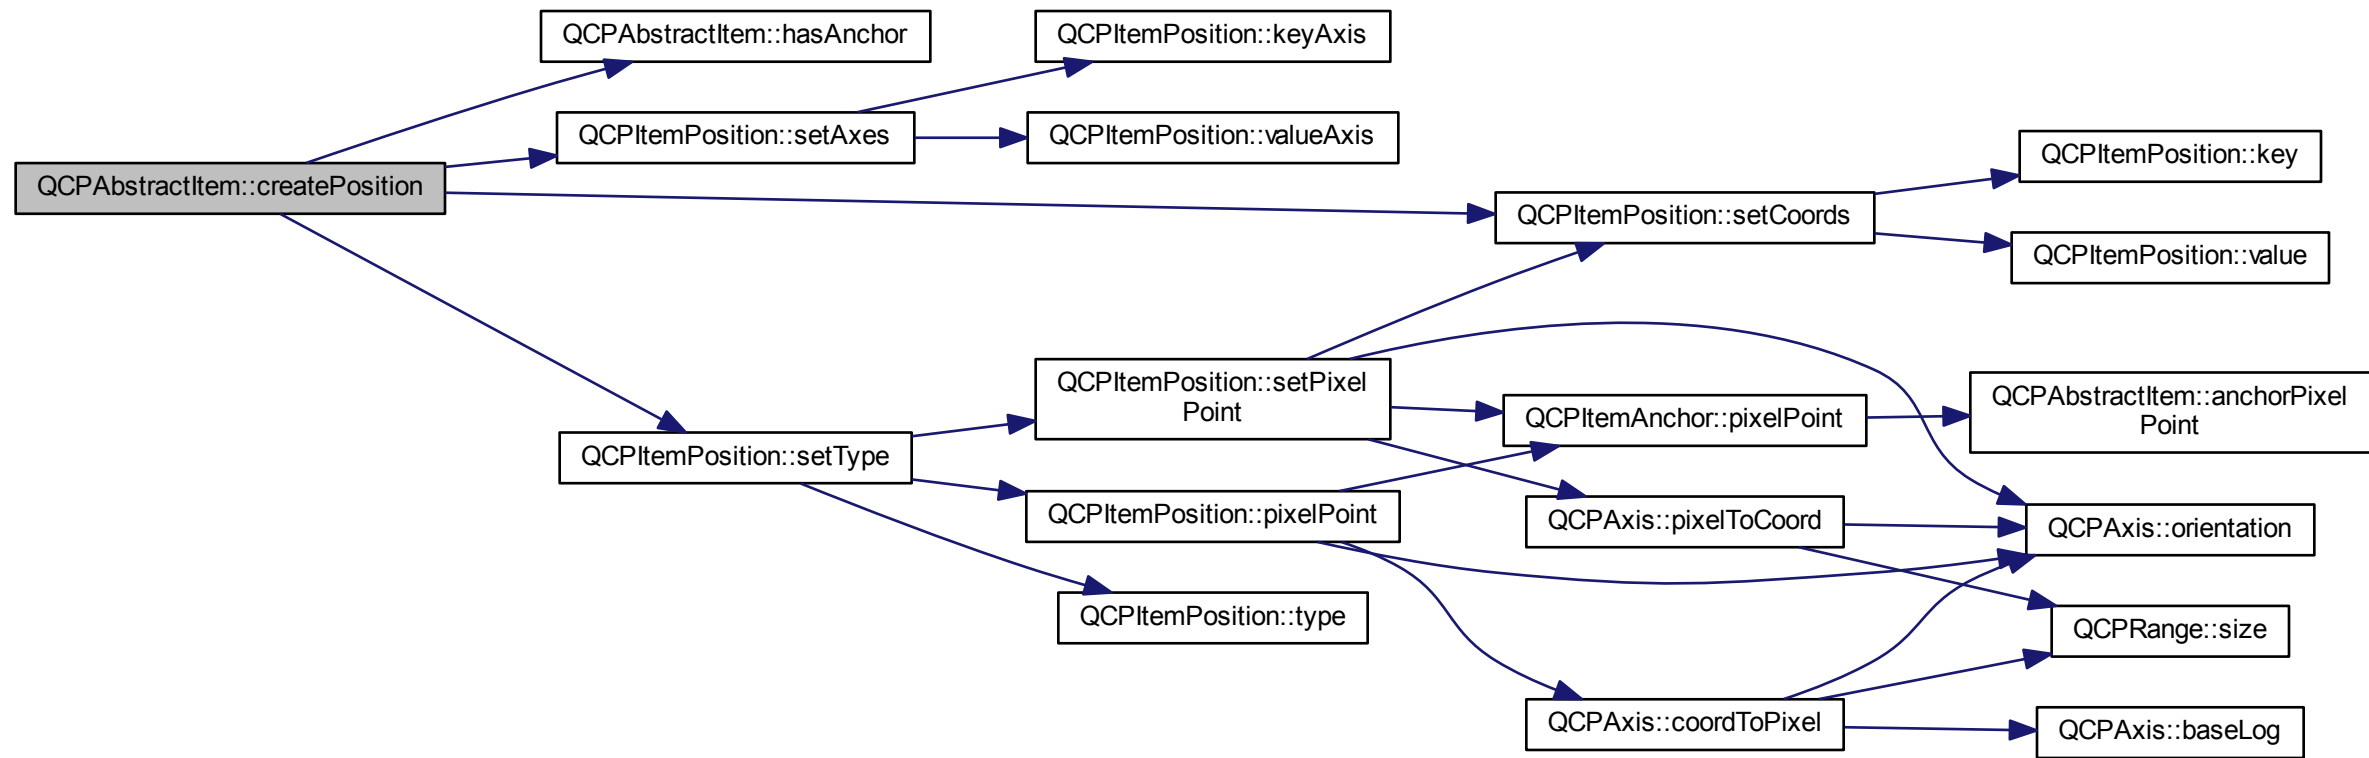 QCPAbstractItem::hasAnchor
QCPItemPosition::keyAxis
QCPItemPosition::setAxes
QCPItemPosition::valueAxis
QCPItemPosition::key
QCPAbstractItem::createPosition
QCPItemPosition::setCoords
QCPItemPosition::value
QCPItemPosition::setPixel
Point
QCPAbstractItem::anchorPixel
Point
QCPItemAnchor::pixelPoint
QCPItemPosition::setType
QCPItemPosition::pixelPoint
QCPAxis::pixelToCoord
QCPAxis::orientation
QCPItemPosition::type
QCPRange::size
QCPAxis::coordToPixel
QCPAxis::baseLog